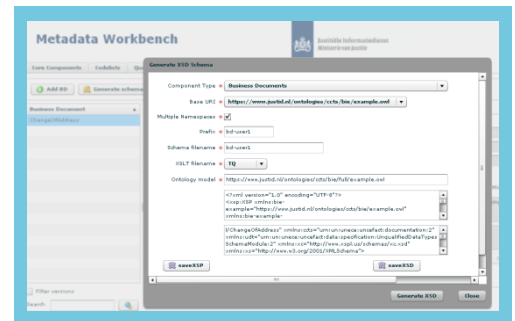 Metadata Workbench
Justitiële Informatiedienst
Ministerie van Justitie
Core Components
Codelists
Add BD
Generate schema
Business Document
ChangeOfAddress
Generate XSD Schema
Component Type * Business Documents
Base URI * https://www.justid.nl/ontologies/ccts/bie/example.owl
Multiple Namespaces *
Prefix * bd-user1
Schema filename * bd-user1
XSLT filename * TQ
Ontology model * https://www.justid.nl/ontologies/ccts/bie/full/example.owl
<?xml version="1.0" encoding="UTF-8"?>
<xsp:XSP xmlns:bie-
example="https://www.justid.nl/ontologies/ccts/bie/example.owl"
xmlns:bie-example-
l/ChangeOfAddress" xmlns:ccts="urn:un:unece:uncefact:documentation:2"
xmlns:udt="urn:un:unece:uncefact:data:specification:UnqualifiedDataTypes
SchemaModule:2" xmlns:xs="http://www.xspl.us/schemas/xs.xsd"
xmlns:xs="http://www.w3.org/2001/XMLSchema">
saveXSP
saveXSD
Filter versions
Search
Generate XSD
Close